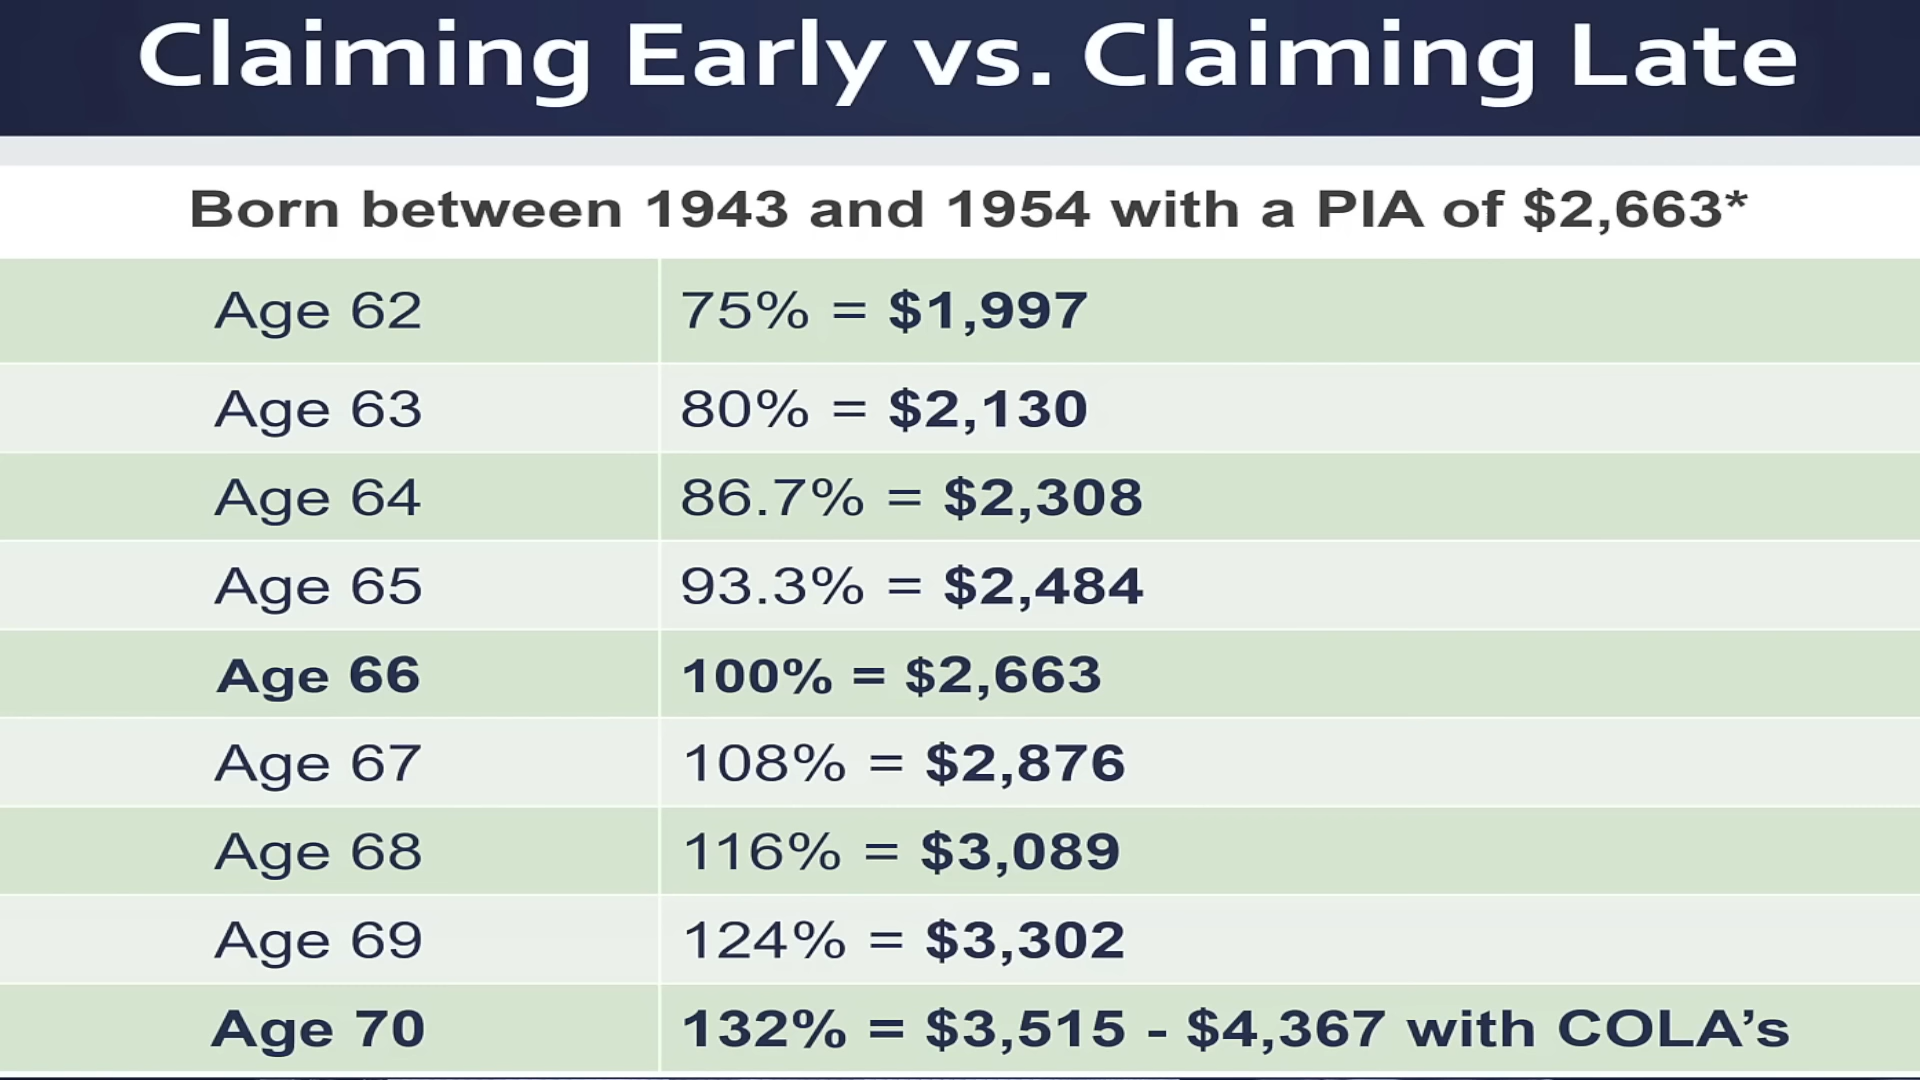 Claiming Early vs. Claiming Late
Born between 1943 and 1954 with a PIA of $2,663*
Age 62 75% = $1,997
Age 63 80% = $2,130
Age 64 86.7% = $2,308
Age 65 93.3% = $2,484
Age 66 100% = $2,663
Age 67 108% = $2,876
Age 68 116% = $3,089
Age 69 124% = $3,302
Age 70 132% = $3,515 - $4,367 with COLA’s